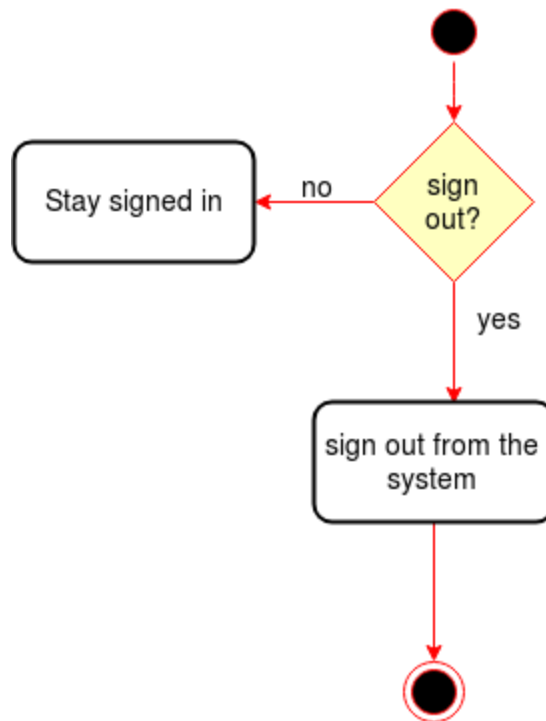 sign
out?
no
Stay signed in
yes
sign out from the
system